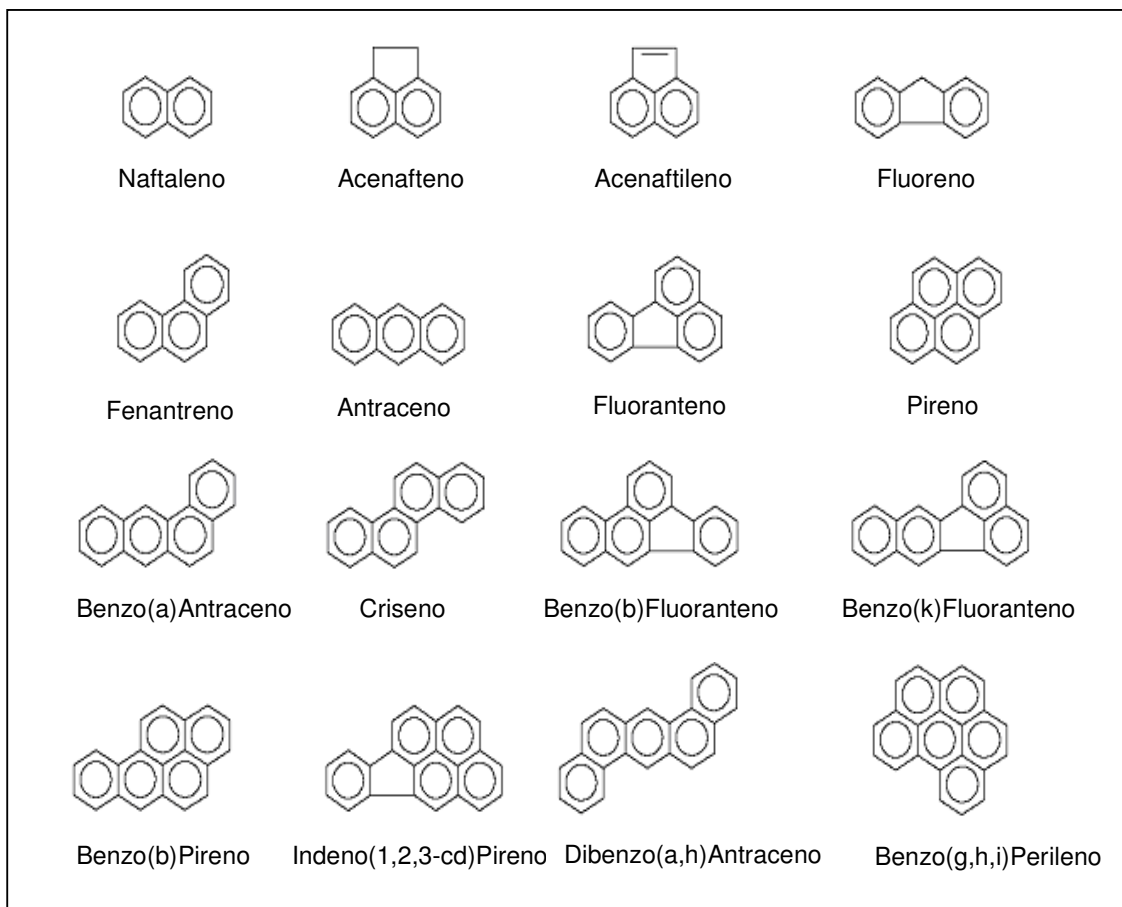 Naftaleno
Acenafteno
Acenaftileno
Fluoreno
Fenantreno
Antraceno
Fluoranteno
Pireno
Benzo(a)Antraceno
Criseno
Benzo(b)Fluoranteno
Benzo(k)Fluoranteno
Benzo(b)Pireno
Indeno(1,2,3-cd)Pireno
Dibenzo(a,h)Antraceno
Benzo(g,h,i)Perileno